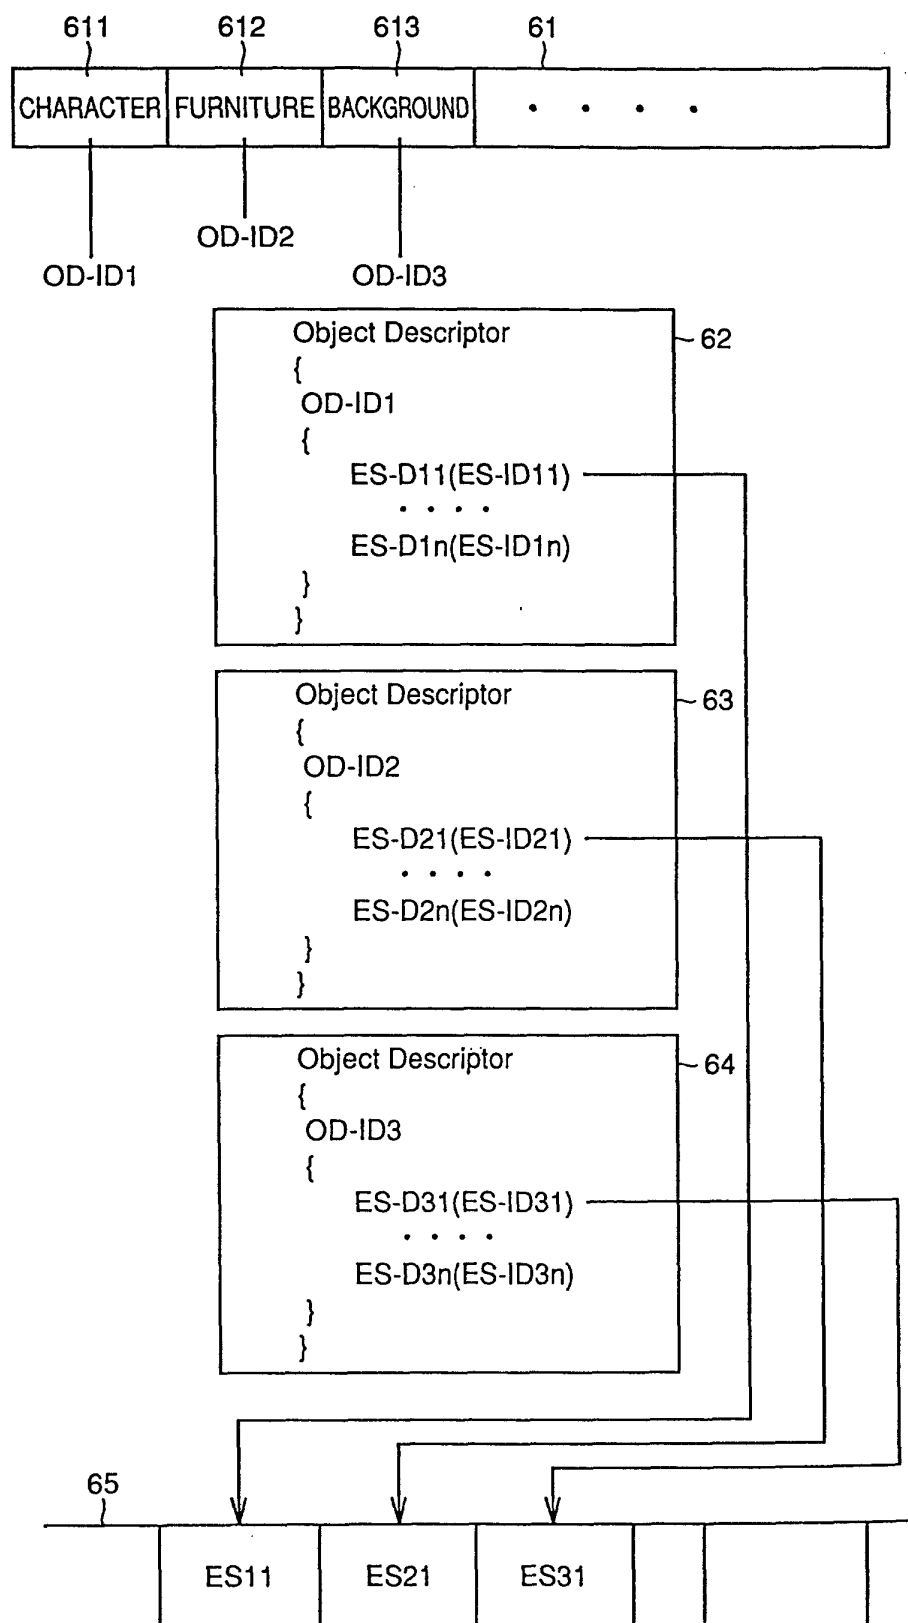 611 612 613 61
CHARACTER FURNITURE BACKGROUND . . . .
OD-ID2
OD-ID1 OD-ID3
Object Descriptor 62
{
OD-ID1
{
ES-D11(ES-ID11)
. . . .
ES-D1n(ES-ID1n)
}
}
Object Descriptor 63
{
OD-ID2
{
ES-D21(ES-ID21)
. . . .
ES-D2n(ES-ID2n)
}
}
Object Descriptor 64
{
OD-ID3
{
ES-D31(ES-ID31)
. . . .
ES-D3n(ES-ID3n)
}
}
65
ES11 ES21 ES31